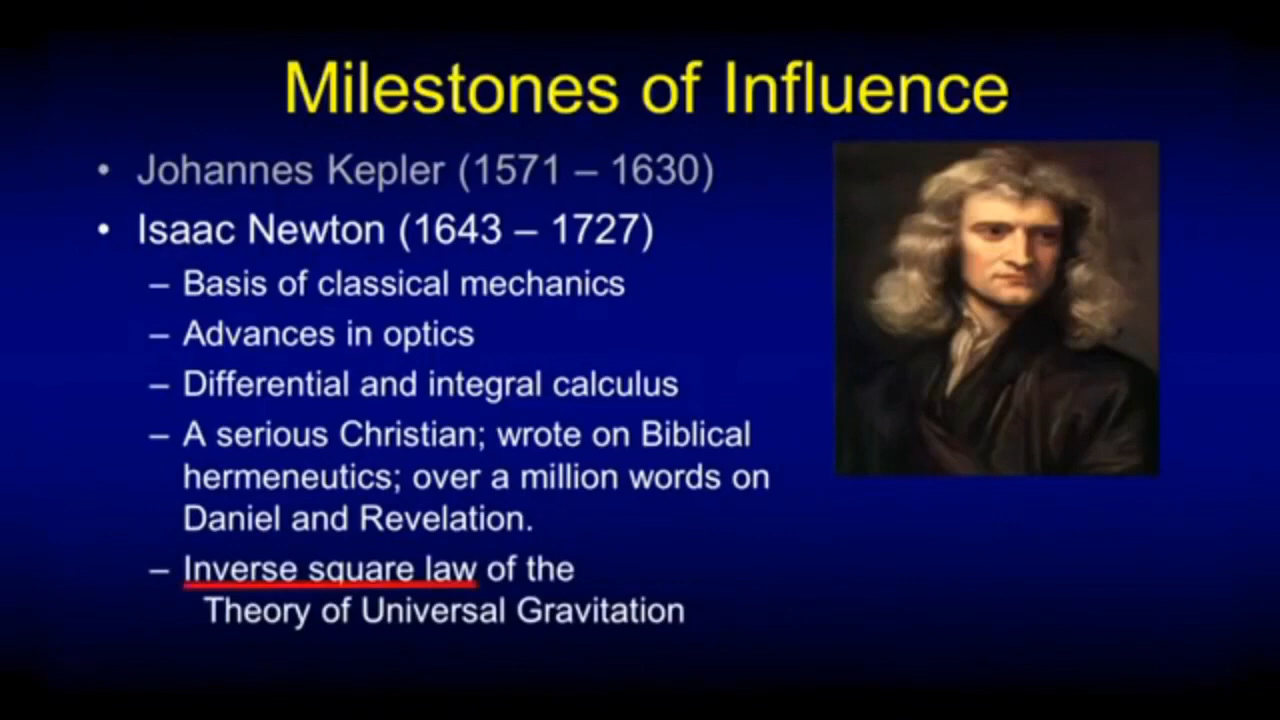 Milestones of Influence
• Johannes Kepler (1571 – 1630)
• Isaac Newton (1643 – 1727)
– Basis of classical mechanics
– Advances in optics
– Differential and integral calculus
– A serious Christian; wrote on Biblical
hermeneutics; over a million words on
Daniel and Revelation.
– Inverse square law of the
Theory of Universal Gravitation